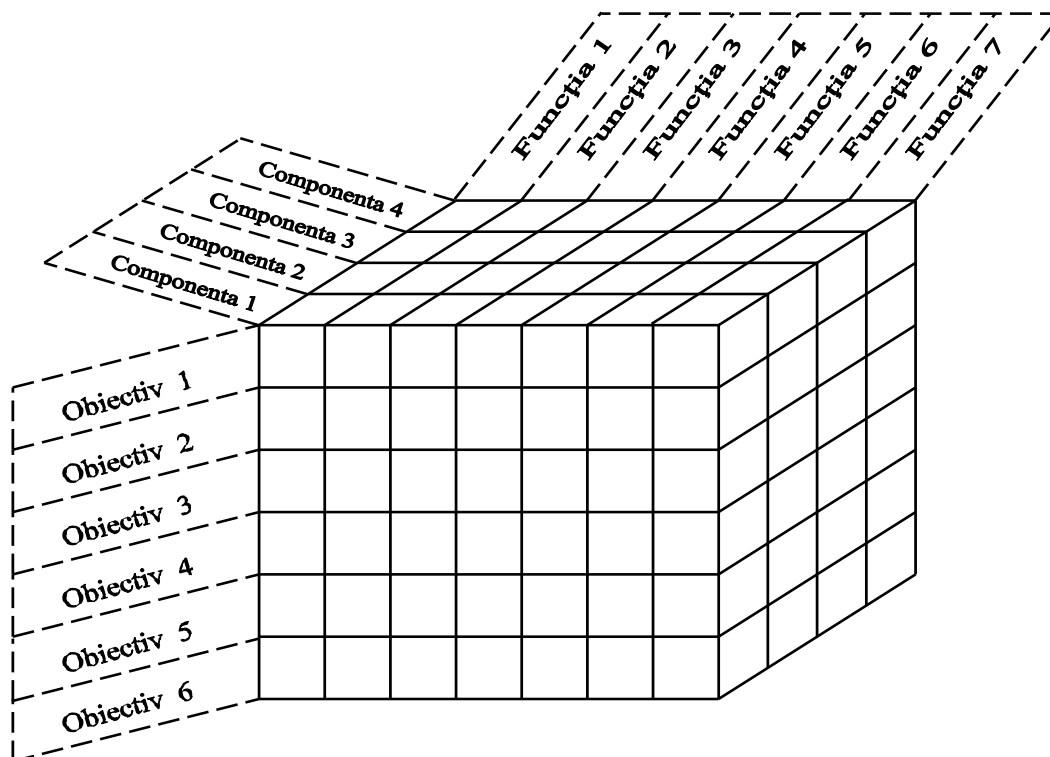 Funcția 1
Funcția 2
Funcția 3
Funcția 4
Funcția 5
Funcția 6
Funcția 7
Componenta 4
Componenta 3
Componenta 2
Componenta 1
Obiectiv 1
Obiectiv 2
Obiectiv 3
Obiectiv 4
Obiectiv 5
Obiectiv 6